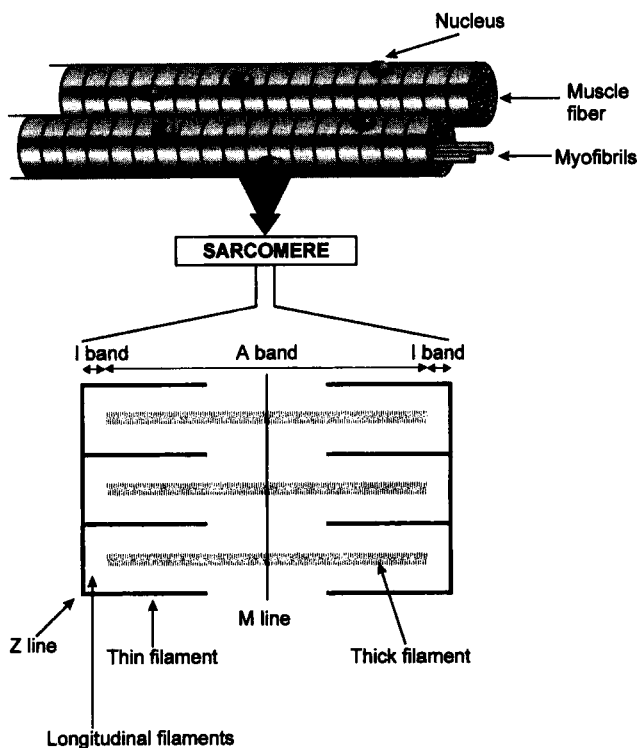 Nucleus
Muscle
fiber
Myofibrils
SARCOMERE
I band
A band
I band
M line
Z line
Thin filament
Thick filament
Longitudinal filaments